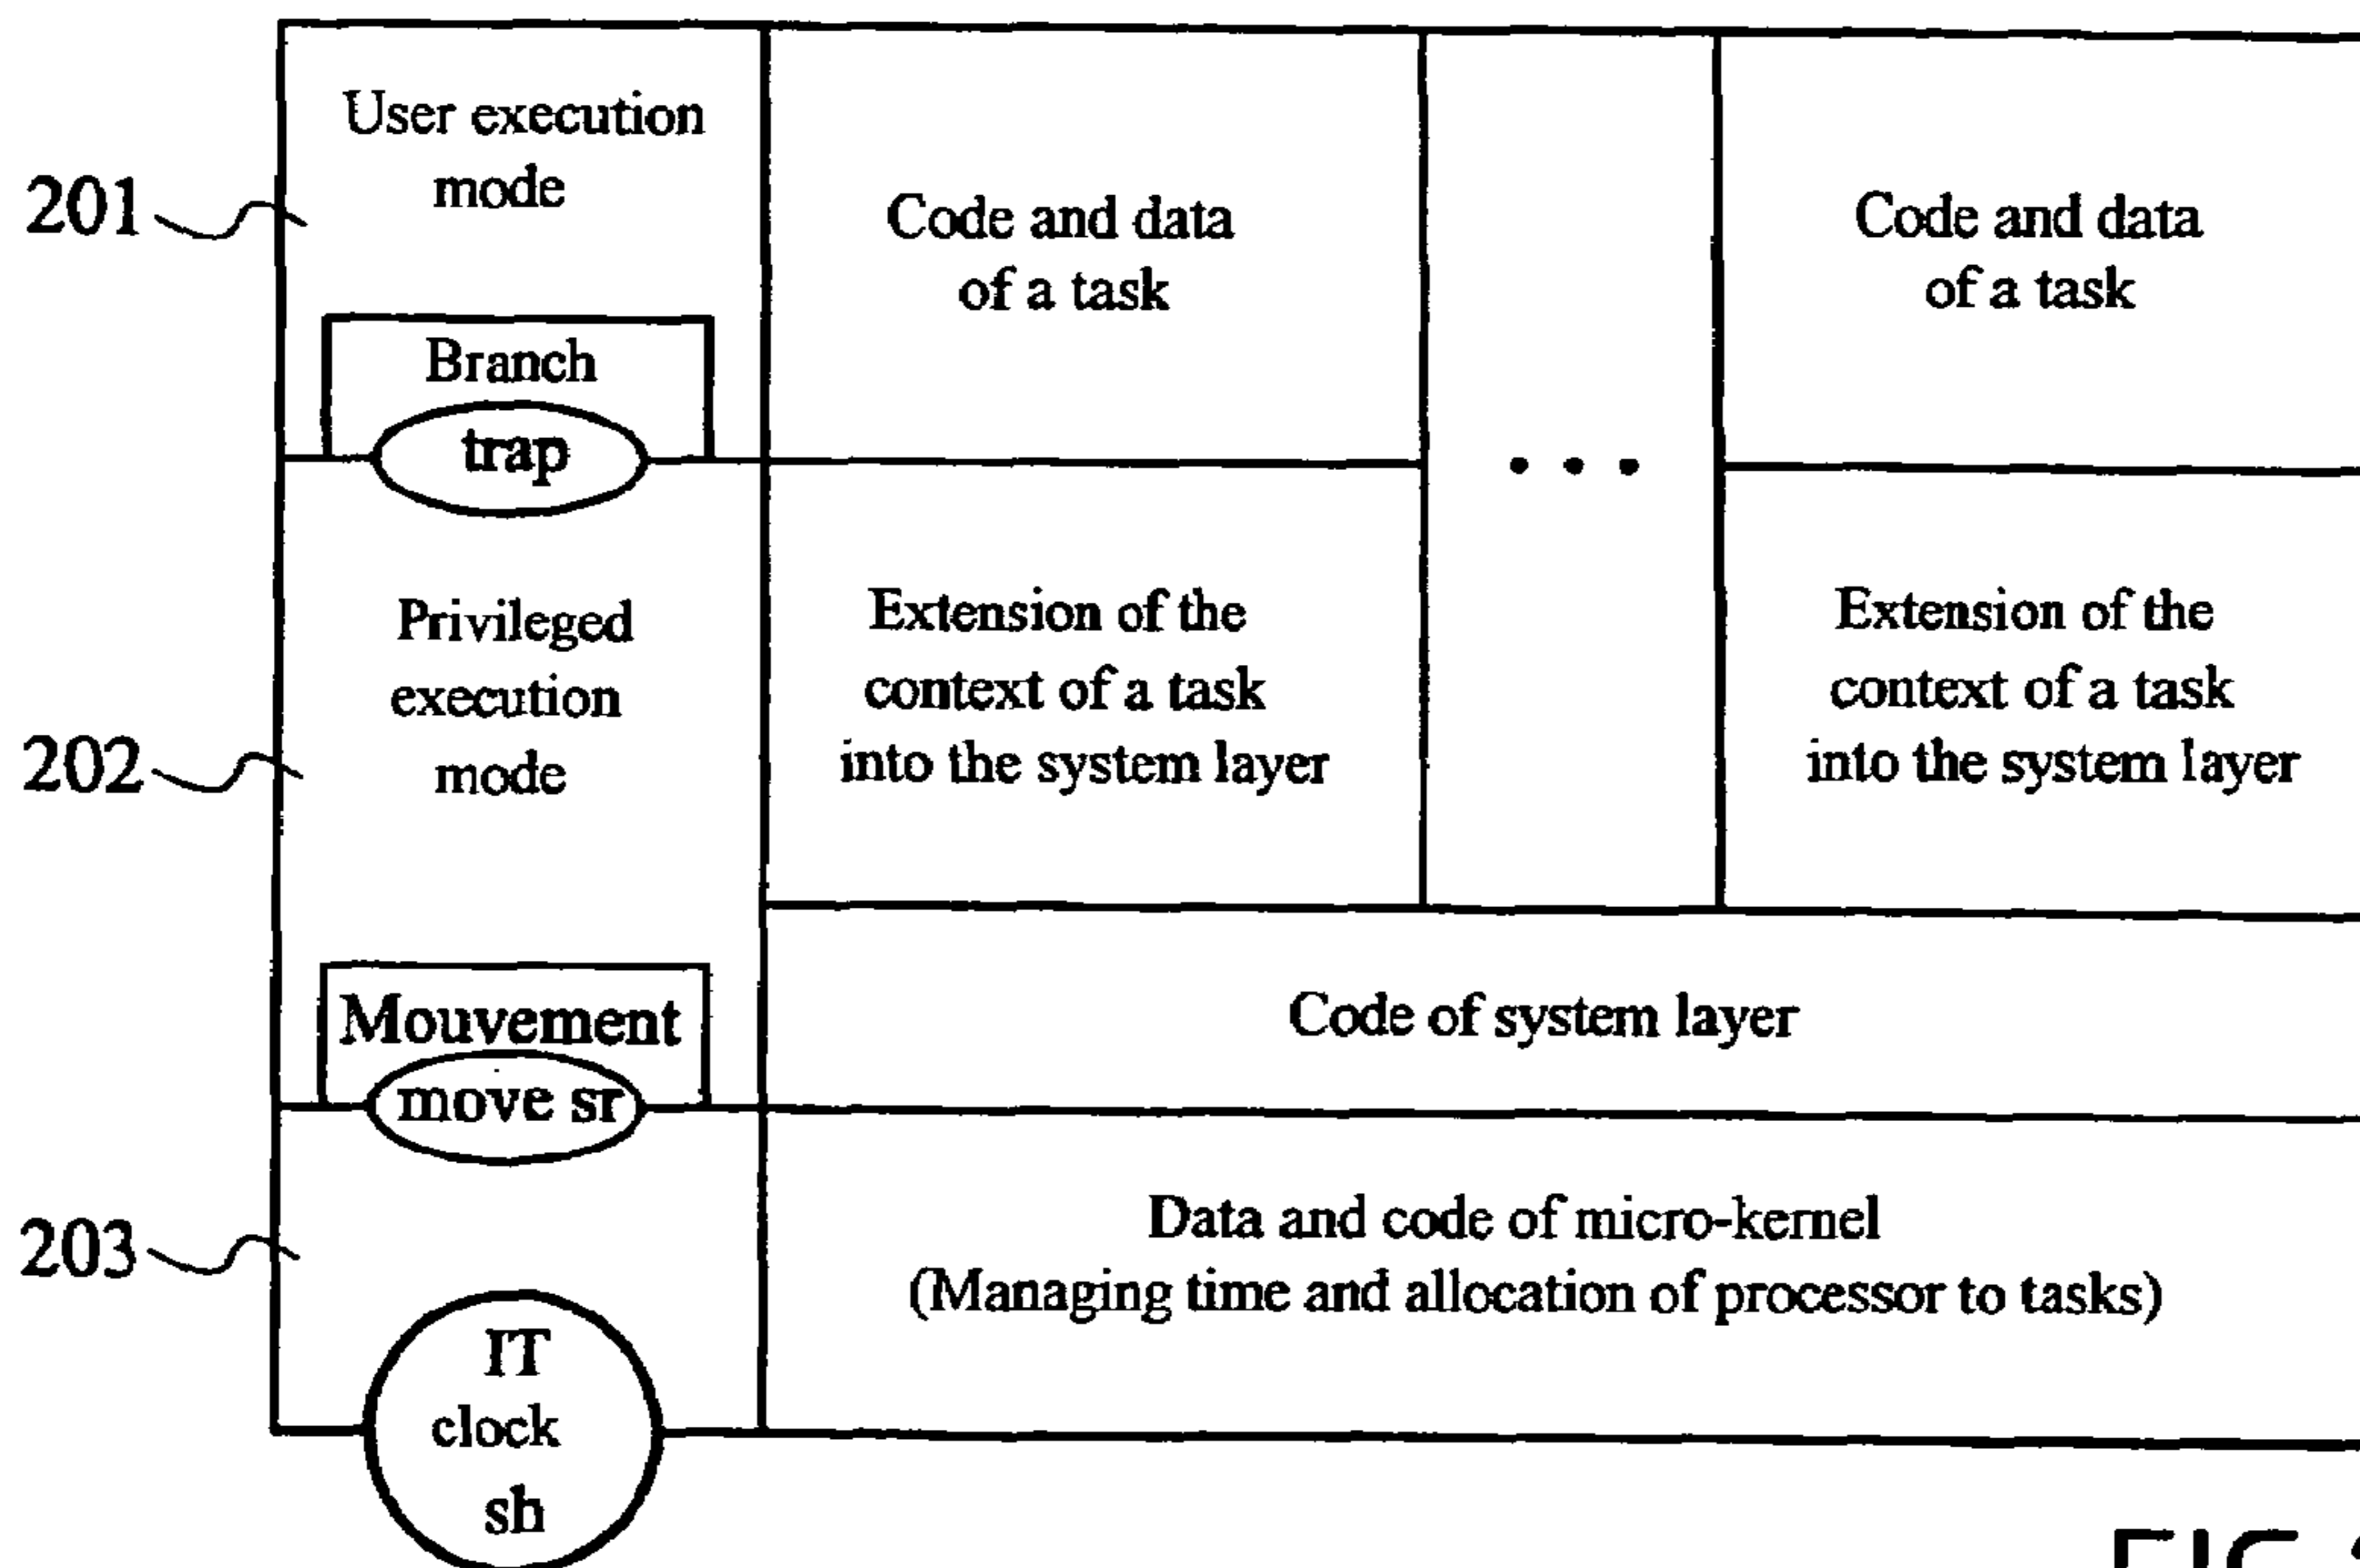 User execution
mode
201
Branch
trap
Code and data
of a task
Code and data
of a task
Privileged
execution
mode
202
Extension of the
context of a task
into the system layer
Extension of the
context of a task
into the system layer
Mouvement
move sr
Code of system layer
203
Data and code of micro-kernel
(Managing time and allocation of processor to tasks)
IT
clock
sh